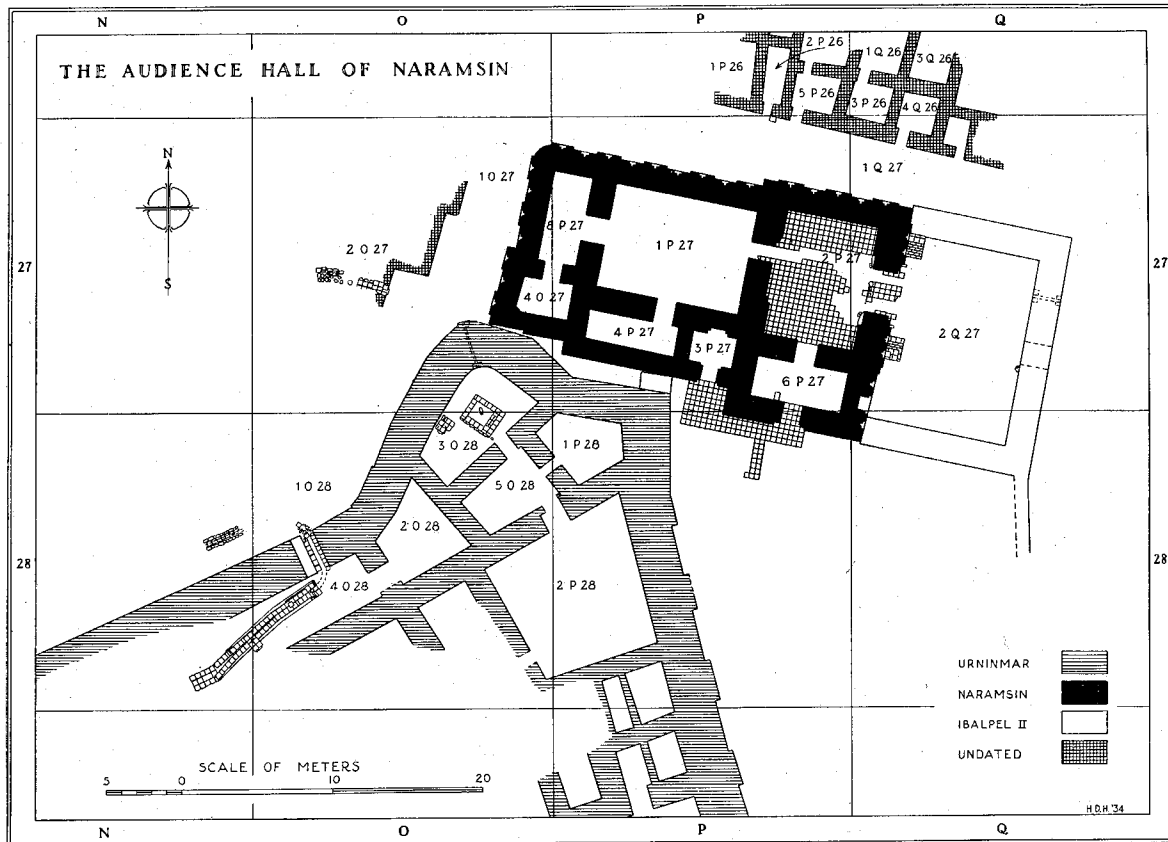 N O P Q
THE AUDIENCE HALL OF NARAMSIN
2 P 26
1 Q 26
3 Q 26
1 P 26
5 P 26
3 P 26
4 Q 26
1 Q 27
N
S
1 O 27
2 O 27
8 P 27
1 P 27
2 P 27
27
27
4 O 27
4 P 27
3 P 27
6 P 27
2 Q 27
3 O 28
1 P 28
1 O 28
5 O 28
2 O 28
28
28
4 O 28
2 P 28
URNINMAR
NARAMSIN
IBALPEL II
UNDATED
SCALE OF METERS
5 0 10 20
H.D.H.'34
N O P Q